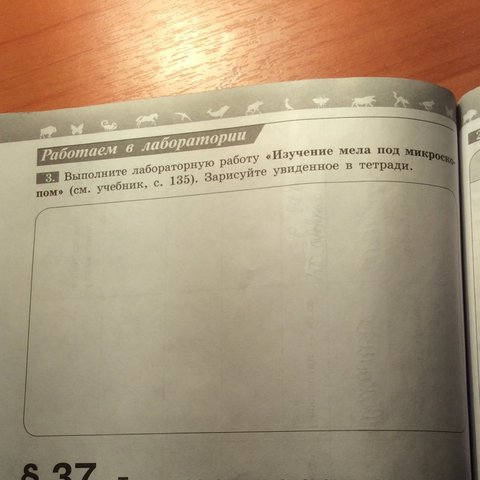 Работаем в лаборатории
3. Выполните лабораторную работу «Изучение мела под микроско-
пом» (см. учебник, с. 135). Зарисуйте увиденное в тетради.
§ 37